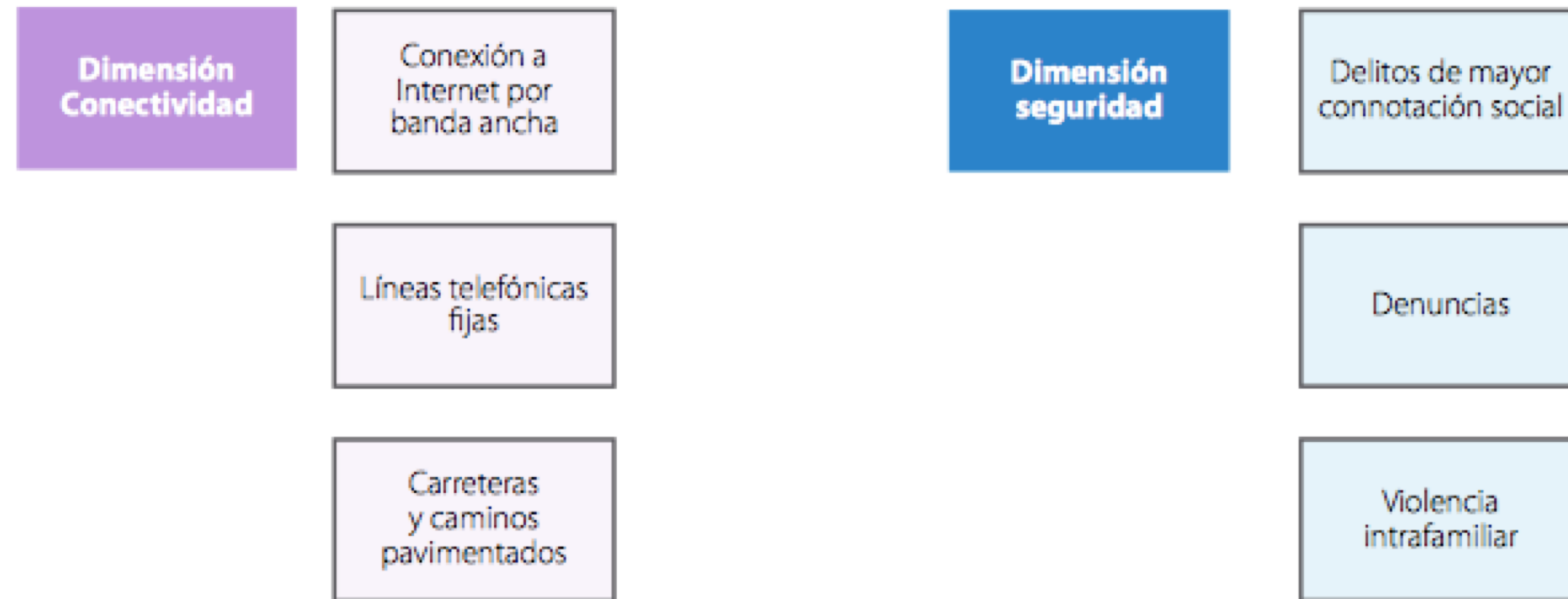 Dimensión
Conectividad
Conexión a
Internet por
banda ancha
Líneas telefónicas
fijas
Carreteras
y caminos
pavimentados
Dimensión
seguridad
Delitos de mayor
connotación social
Denuncias
Violencia
intrafamiliar